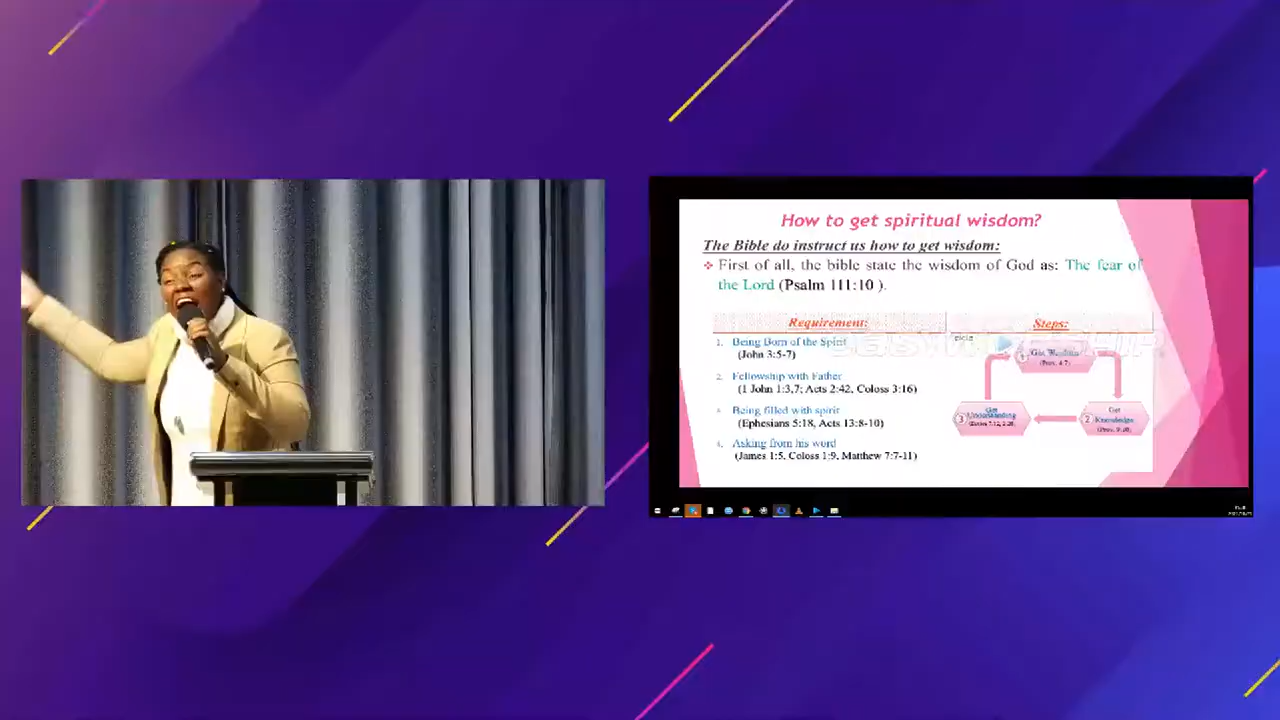 How to get spiritual wisdom?
The Bible do instruct us how to get wisdom:
❖ First of all, the bible state the wisdom of God as: The fear of
the Lord (Psalm 111:10 ).
Requirement:
1. Being Born of the Spirit
(John 3:5-7)
2. Fellowship with Father
(1 John 1:3,7; Acts 2:42, Coloss 3:16)
Being filled with spirit
(Ephesians 5:18, Acts 13:8-10)
Asking from his word
(James 1:5, Coloss 1:9, Matthew 7:7-11)
Steps:
1 Get Wisdom
(Prov. 4:7)
2 Get
Knowledge
3 Get
Understanding